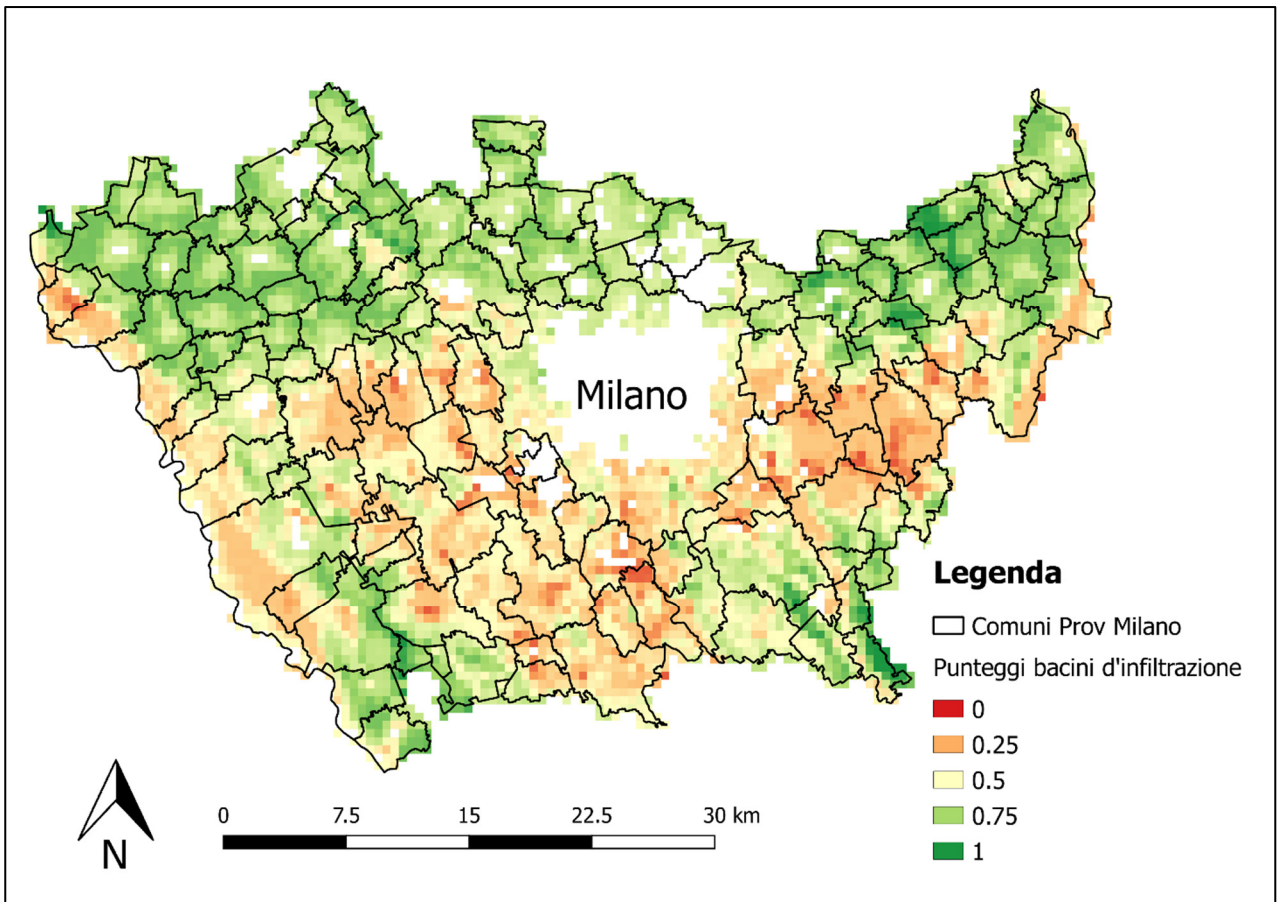 Milano
Legenda
Comuni Prov Milano
Punteggi bacini d'infiltrazione
0
0.25
0.5
0.75
1
0 7.5 15 22.5 30 km
N